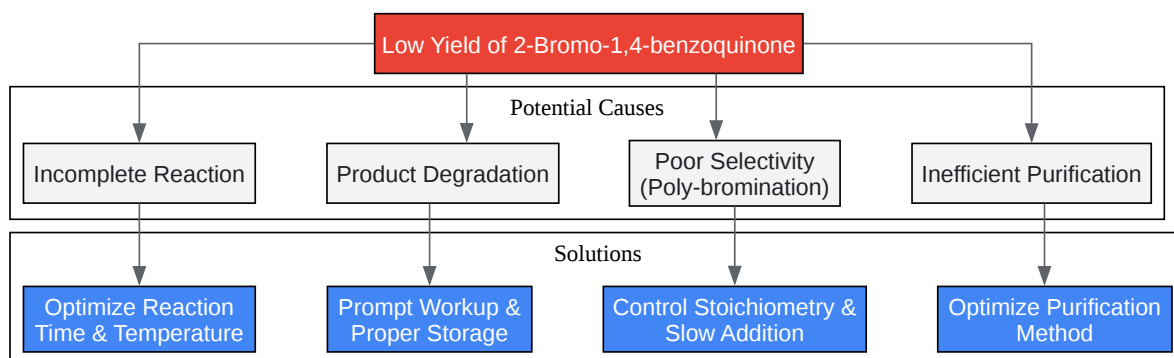 Low Yield of 2-Bromo-1,4-benzoquinone
Potential Causes
Incomplete Reaction
Product Degradation
Poor Selectivity
(Poly-bromination)
Inefficient Purification
Solutions
Optimize Reaction
Time & Temperature
Prompt Workup &
Proper Storage
Control Stoichiometry &
Slow Addition
Optimize Purification
Method